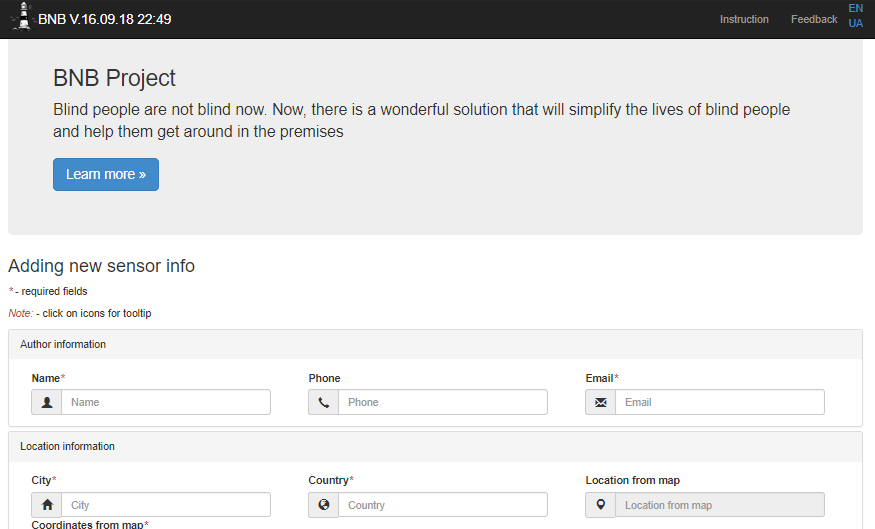 BNB V.16.09.18 22:49
Instruction
Feedback
EN
UA
BNB Project
Blind people are not blind now. Now, there is a wonderful solution that will simplify the lives of blind people
and help them get around in the premises
Learn more »
Adding new sensor info
* - required fields
Note: - click on icons for tooltip
Author information
Name* Phone Email*
Name Phone Email
Location information
City* Country* Location from map
City Country Location from map
Coordinates from map*